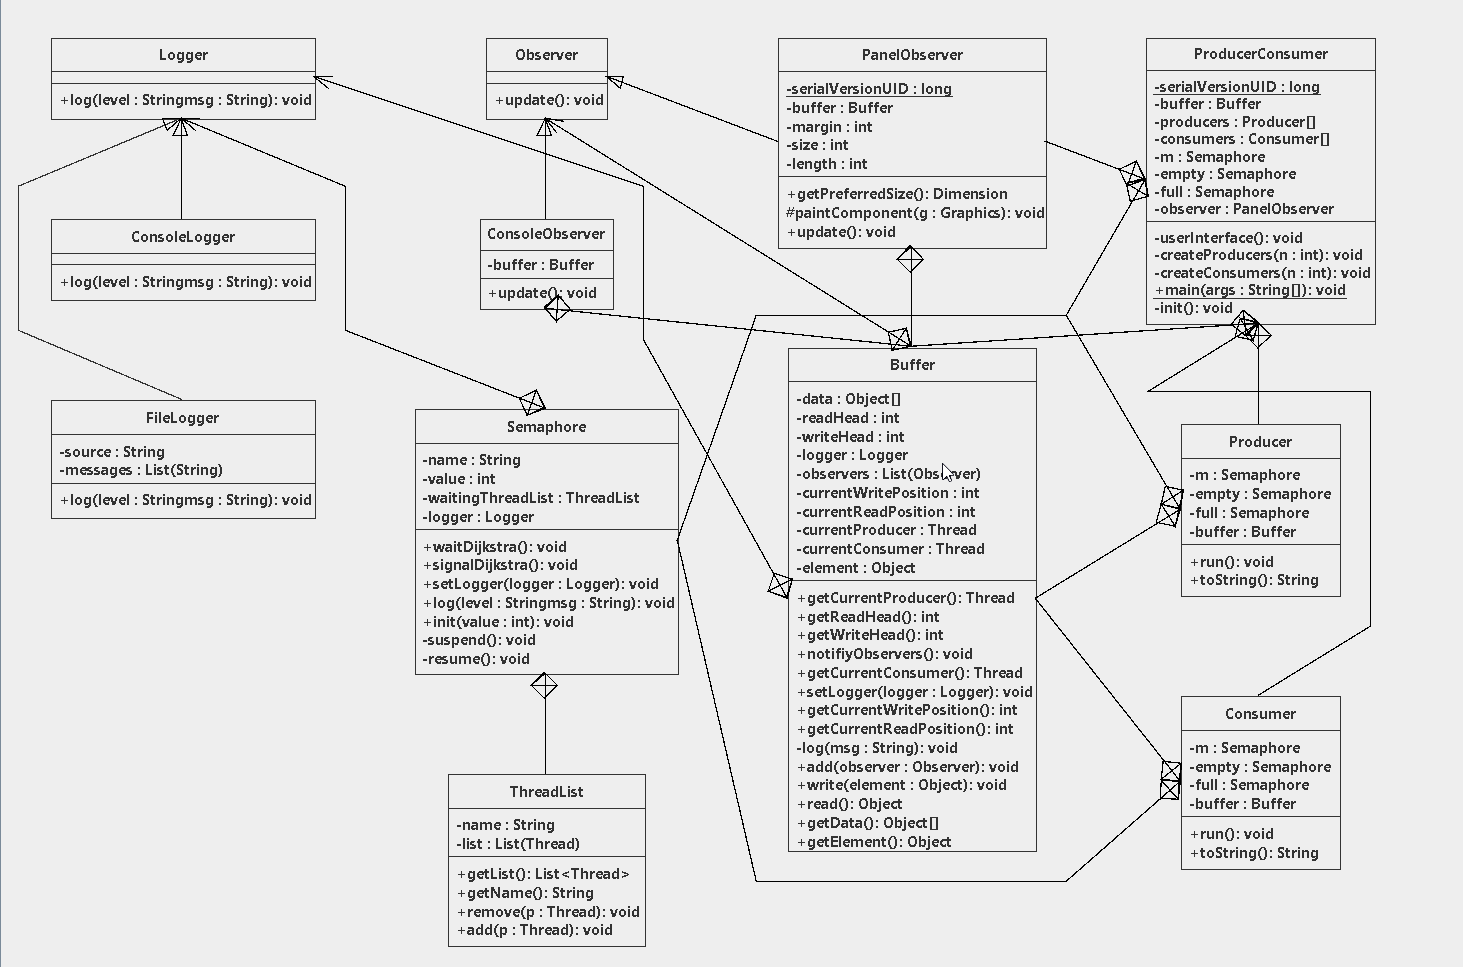 Logger
+log(level : Stringmsg : String): void
Observer
+update(): void
PanelObserver
-serialVersionUID : long
-buffer : Buffer
-margin : int
-size : int
-length : int
+getPreferredSize(): Dimension
#paintComponent(g : Graphics): void
+update(): void
ProducerConsumer
-serialVersionUID : long
-buffer : Buffer
-producers : Producer[]
-consumers : Consumer[]
-m : Semaphore
-empty : Semaphore
-full : Semaphore
-observer : PanelObserver
-userInterface(): void
-createProducers(n : int): void
-createConsumers(n : int): void
+main(args : String[]): void
-init(): void
ConsoleLogger
+log(level : Stringmsg : String): void
ConsoleObserver
-buffer : Buffer
+update(): void
FileLogger
-source : String
-messages : List(String)
+log(level : Stringmsg : String): void
Semaphore
-name : String
-value : int
-waitingThreadList : ThreadList
-logger : Logger
+waitDijkstra(): void
+signalDijkstra(): void
+setLogger(logger : Logger): void
+log(level : Stringmsg : String): void
+init(value : int): void
-suspend(): void
-resume(): void
Buffer
-data : Object[]
-readHead : int
-writeHead : int
-logger : Logger
-observers : List(Observer)
-currentWritePosition : int
-currentReadPosition : int
-currentProducer : Thread
-currentConsumer : Thread
-element : Object
+getCurrentProducer(): Thread
+getReadHead(): int
+getWriteHead(): int
+notifiyObservers(): void
+getCurrentConsumer(): Thread
+setLogger(logger : Logger): void
+getCurrentWritePosition(): int
+getCurrentReadPosition(): int
-log(msg : String): void
+add(observer : Observer): void
+write(element : Object): void
+read(): Object
+getData(): Object[]
+getElement(): Object
Producer
-m : Semaphore
-empty : Semaphore
-full : Semaphore
-buffer : Buffer
+run(): void
+toString(): String
Consumer
-m : Semaphore
-empty : Semaphore
-full : Semaphore
-buffer : Buffer
+run(): void
+toString(): String
ThreadList
-name : String
-list : List(Thread)
+getList(): List<Thread>
+getName(): String
+remove(p : Thread): void
+add(p : Thread): void